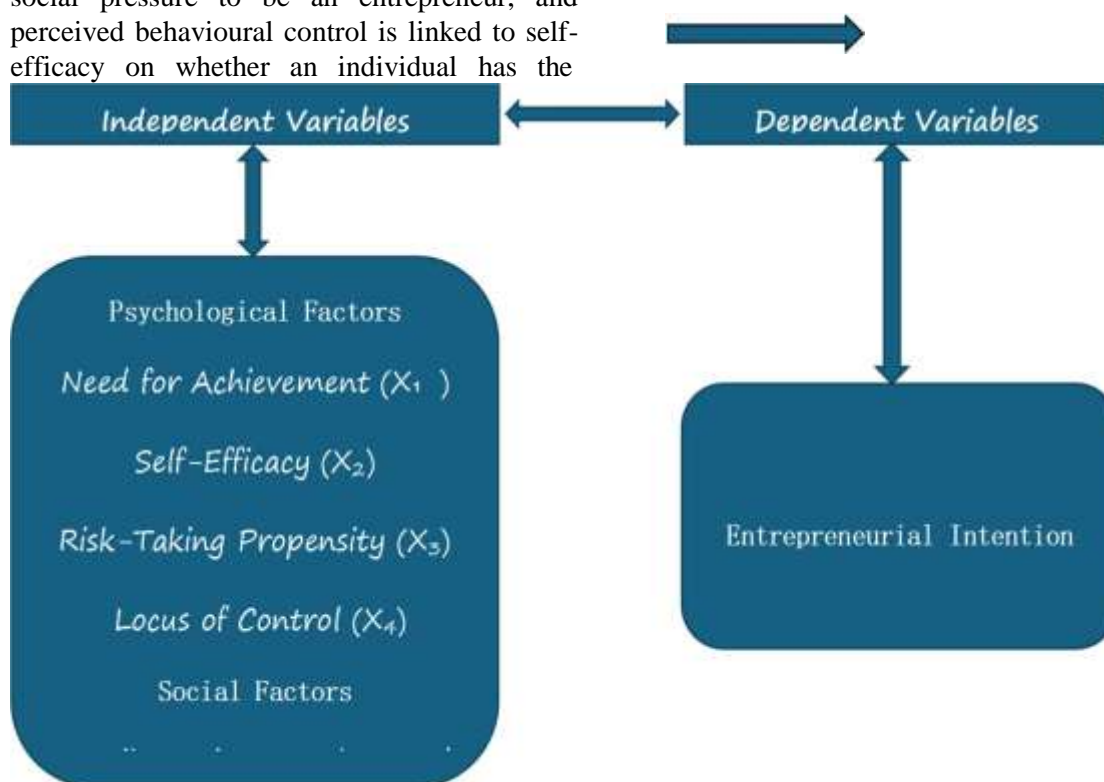 social pressure to be an entrepreneur, and
perceived behavioural control is linked to self-
efficacy on whether an individual has the
Independent Variables
Dependent Variables
Psychological Factors
Need for Achievement (X₁ )
Self-Efficacy (X₂)
Risk-Taking Propensity (X₃)
Locus of Control (X₄)
Social Factors
Entrepreneurial Intention